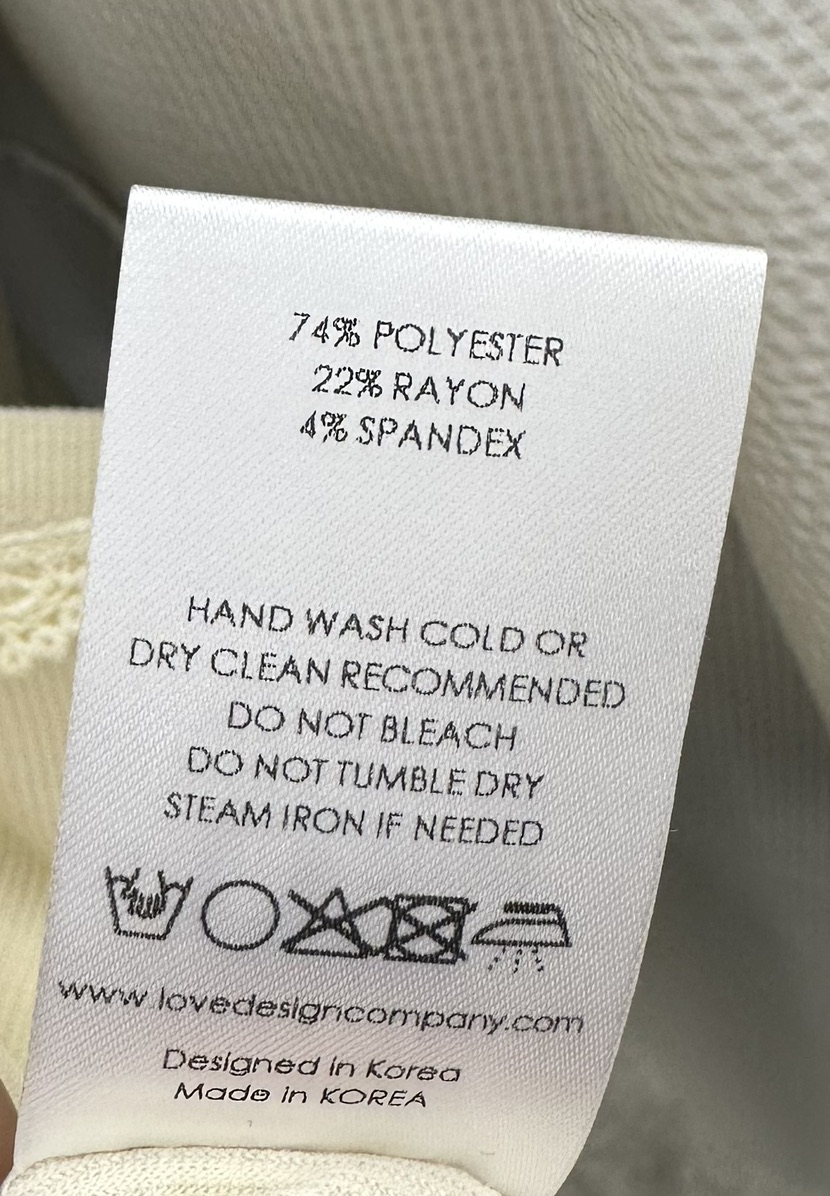 74% POLYESTER
22% RAYON
4% SPANDEX
HAND WASH COLD OR
DRY CLEAN RECOMMENDED
DO NOT BLEACH
DO NOT TUMBLE DRY
STEAM IRON IF NEEDED
www.lovedesigncompany.com
Designed in Korea
Made in KOREA